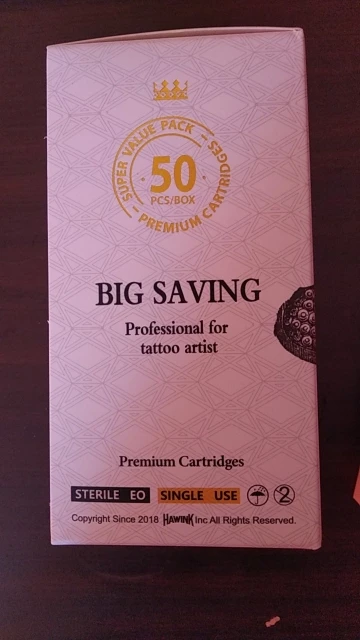 SUPER VALUE PACK
50
PCS/BOX
PREMIUM CARTRIDGES
BIG SAVING
Professional for
tattoo artist
Premium Cartridges
STERILE EO SINGLE USE 2
Copyright Since 2018 HAWINK Inc All Rights Reserved.